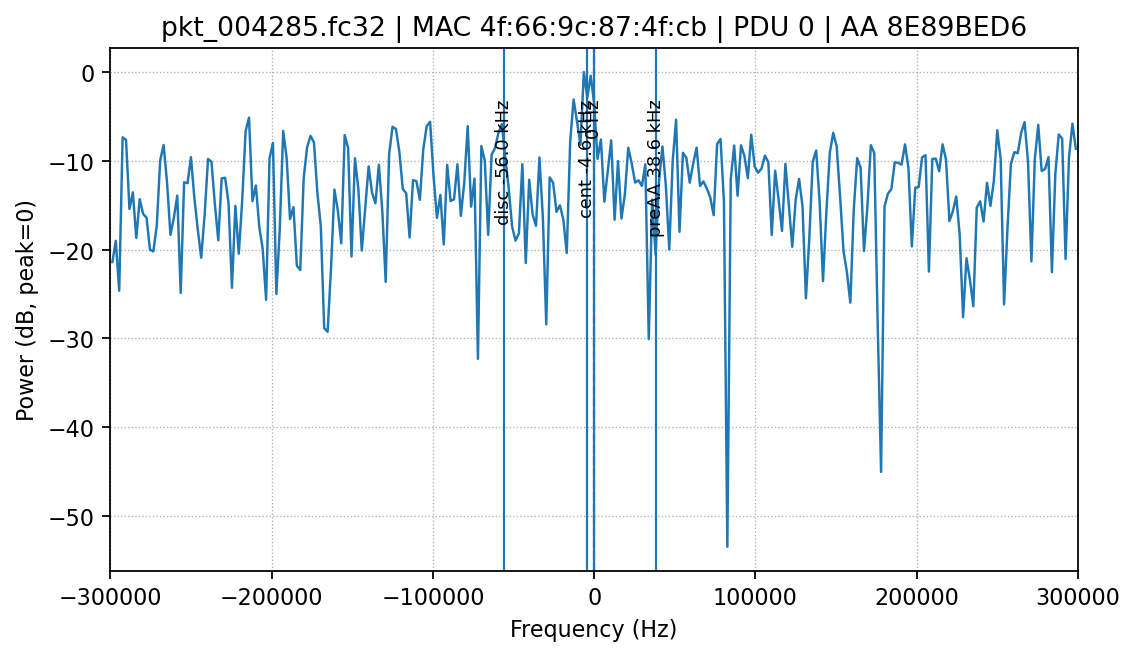 pkt_004285.fc32 | MAC 4f:66:9c:87:4f:cb | PDU 0 | AA 8E89BED6
Power (dB, peak=0)
0
−10
−20
−30
−40
−50
disc -56.0 kHz
cent -4.6 kHz
0 kHz
preAA 38.6 kHz
−300000
−200000
−100000
0
100000
200000
300000
Frequency (Hz)